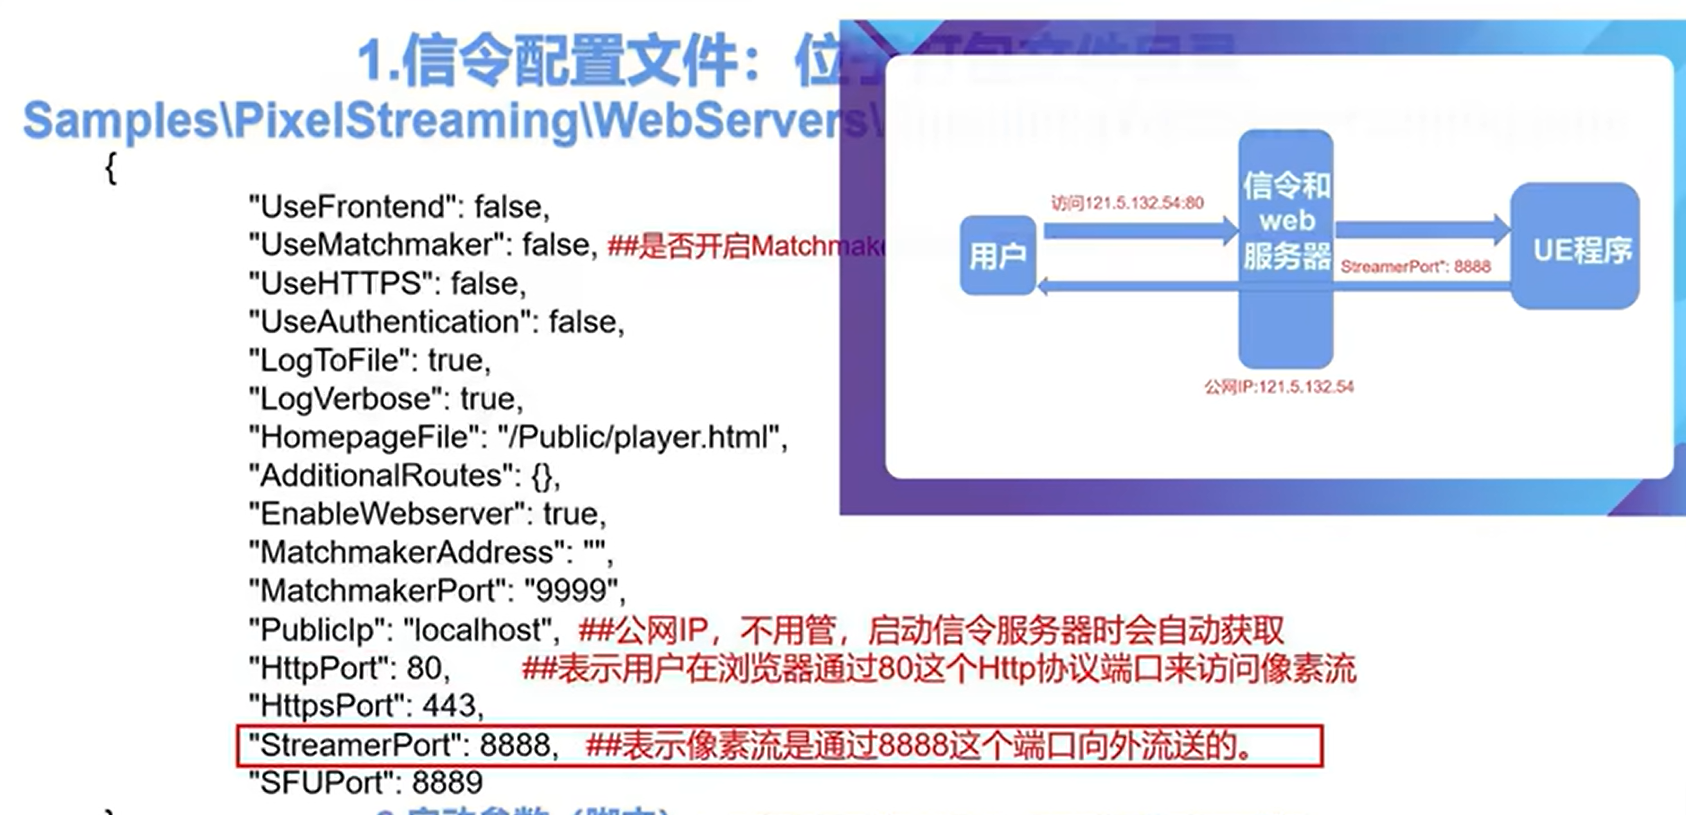 1.信令配置文件：位于打包文件目录
Samples\PixelStreaming\WebServers\
{
"UseFrontend": false,
"UseMatchmaker": false, ##是否开启Matchmake
"UseHTTPS": false,
"UseAuthentication": false,
"LogToFile": true,
"LogVerbose": true,
"HomepageFile": "/Public/player.html",
"AdditionalRoutes": {},
"EnableWebserver": true,
"MatchmakerAddress": "",
"MatchmakerPort": "9999",
"PublicIp": "localhost", ##公网IP，不用管，启动信令服务器时会自动获取
"HttpPort": 80, ##表示用户在浏览器通过80这个Http协议端口来访问像素流
"HttpsPort": 443,
"StreamerPort": 8888, ##表示像素流是通过8888这个端口向外流送的。
"SFUPort": 8889
}
访问121.5.132.54:80
用户
信令和
web
服务器
StreamerPort": 8888
UE程序
公网IP:121.5.132.54